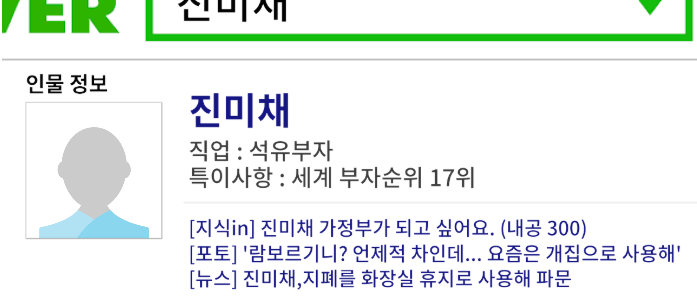 VER 진미채
인물 정보
진미채
직업 : 석유부자
특이사항 : 세계 부자순위 17위
[지식in] 진미채 가정부가 되고 싶어요. (내공 300)
[포토] '람보르기니? 언제적 차인데... 요즘은 개집으로 사용해'
[뉴스] 진미채,지폐를 화장실 휴지로 사용해 파문